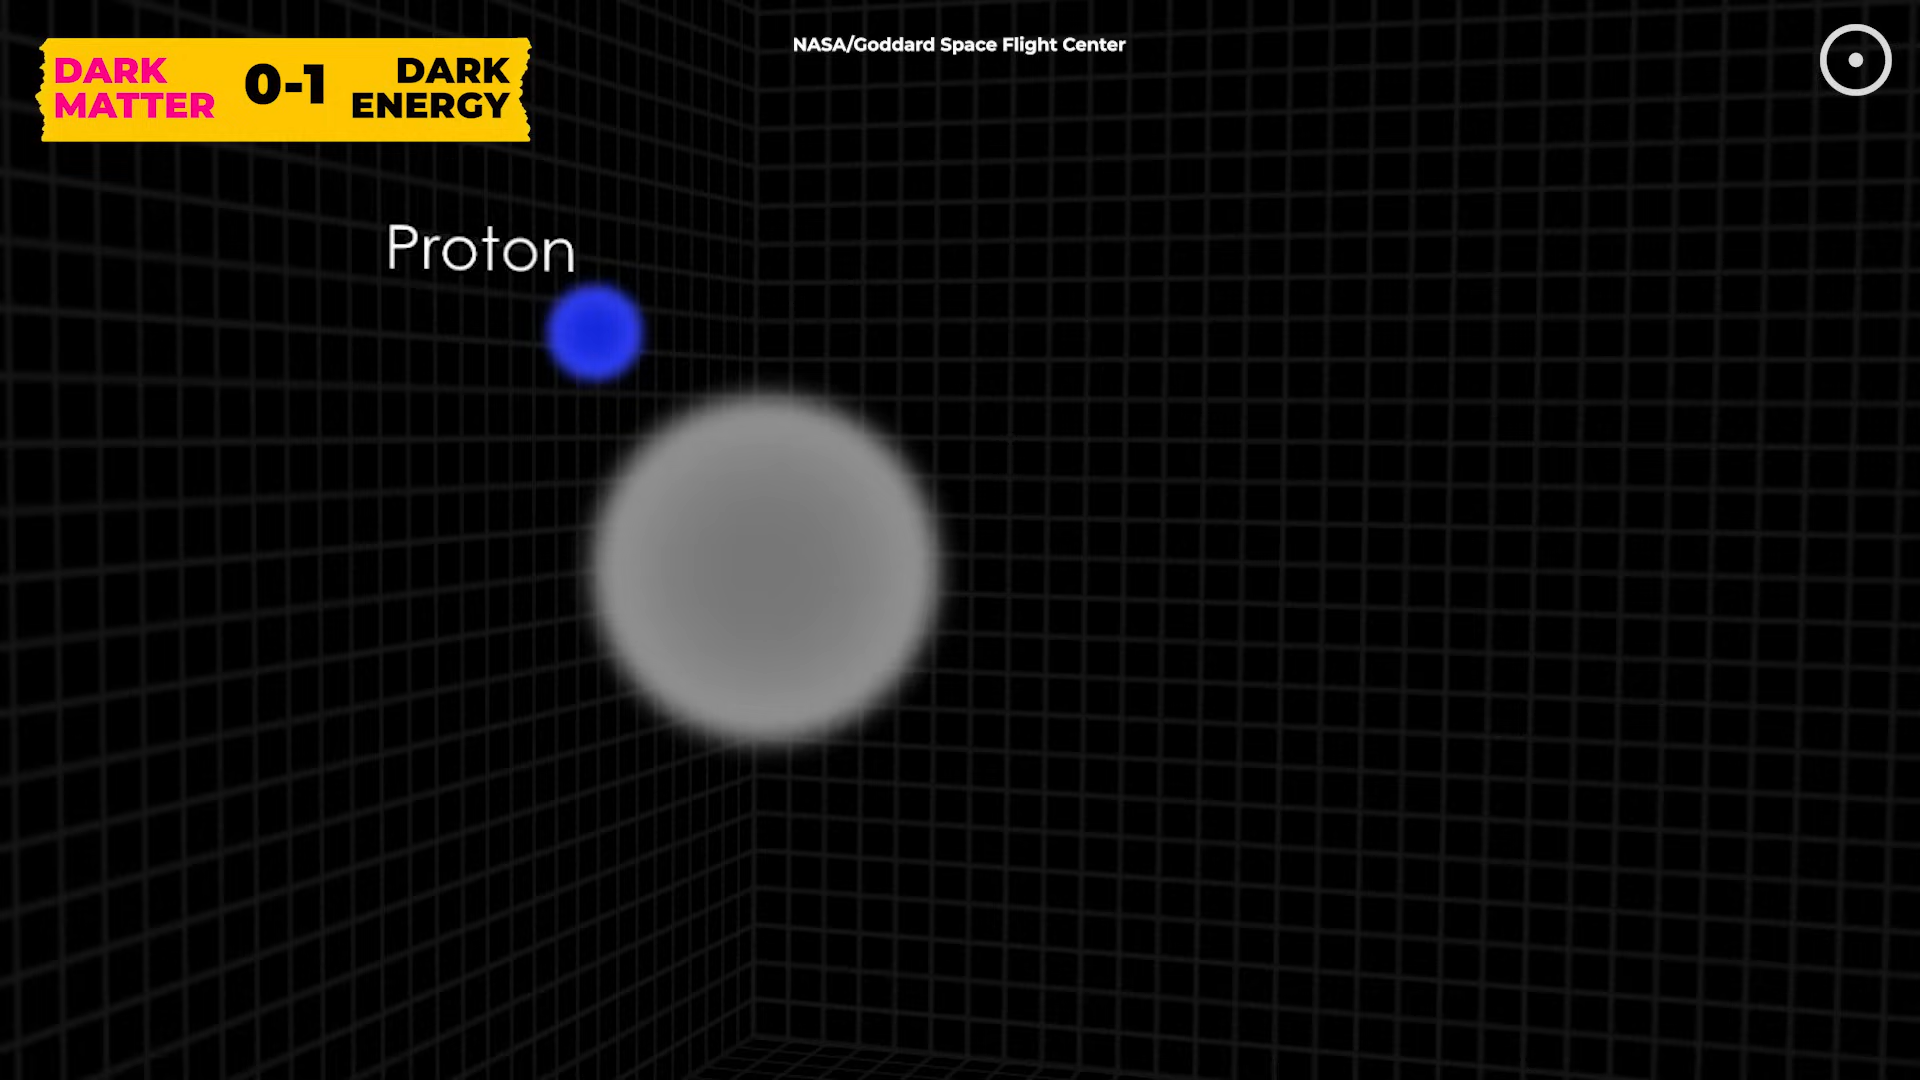 DARK
MATTER
0-1
DARK
ENERGY
NASA/Goddard Space Flight Center
Proton